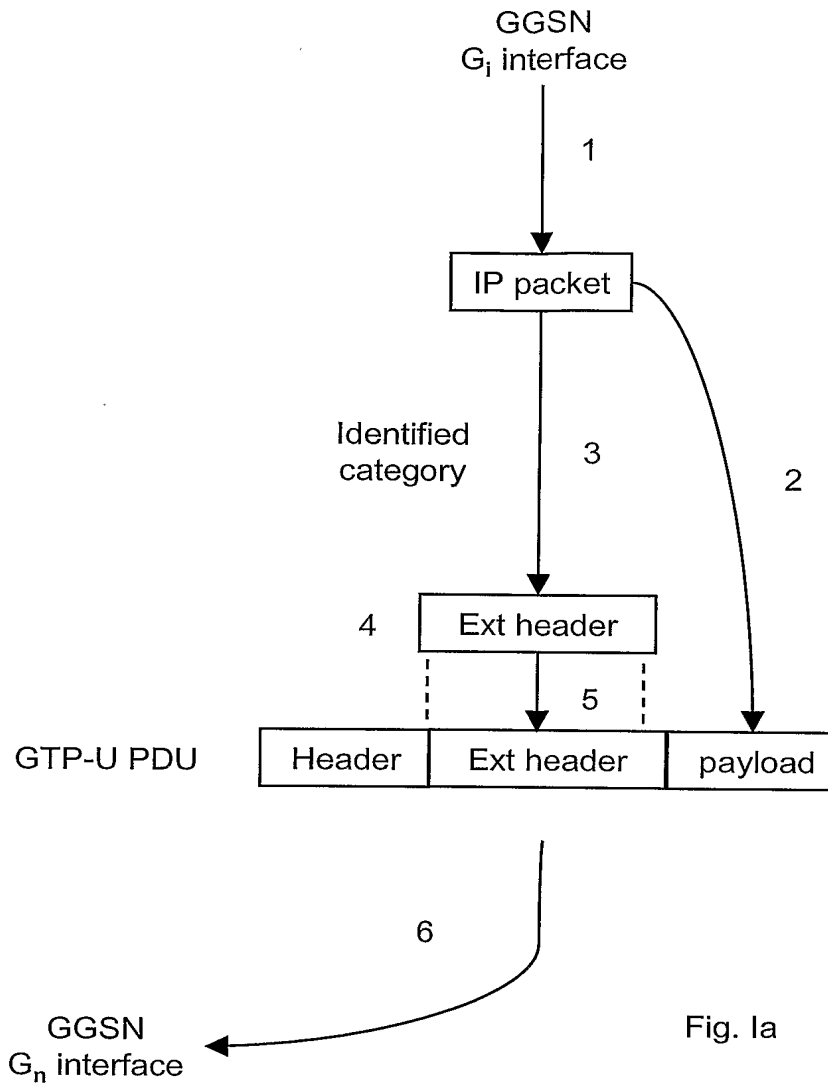 GGSN
Gi interface
1
IP packet
Identified
category
3
2
4
Ext header
5
GTP-U PDU
Header
Ext header
payload
6
GGSN
Gn interface
Fig. Ia